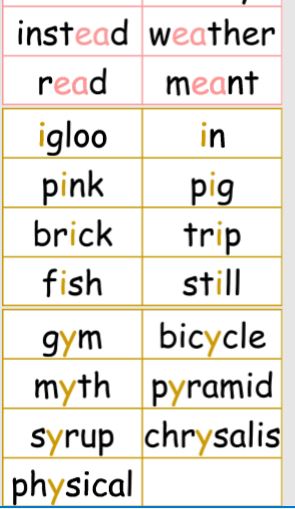 instead weather
read meant
igloo in
pink pig
brick trip
fish still
gym bicycle
myth pyramid
syrup chrysalis
physical